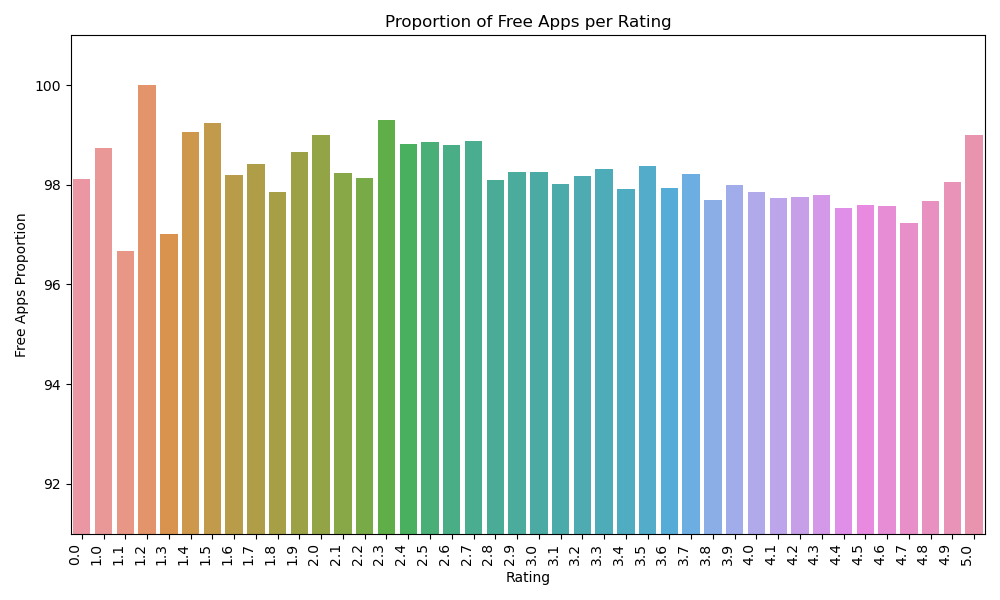 Proportion of Free Apps per Rating
Free Apps Proportion
100
98
96
94
92
0.0 1.0 1.1 1.2 1.3 1.4 1.5 1.6 1.7 1.8 1.9 2.0 2.1 2.2 2.3 2.4 2.5 2.6 2.7 2.8 2.9 3.0 3.1 3.2 3.3 3.4 3.5 3.6 3.7 3.8 3.9 4.0 4.1 4.2 4.3 4.4 4.5 4.6 4.7 4.8 4.9 5.0
Rating